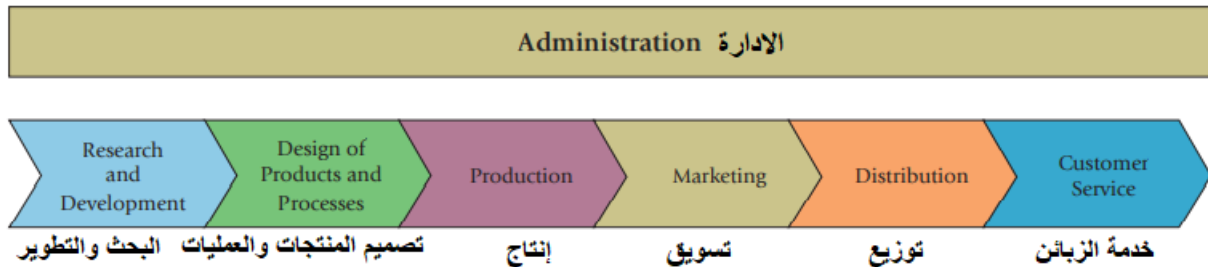 Administration الادارة
Research
and
Development
Design of
Products and
Processes
Production
Marketing
Distribution
Customer
Service
البحث والتطوير
تصميم المنتجات والعمليات
إنتاج
تسويق
توزيع
خدمة الزبائن